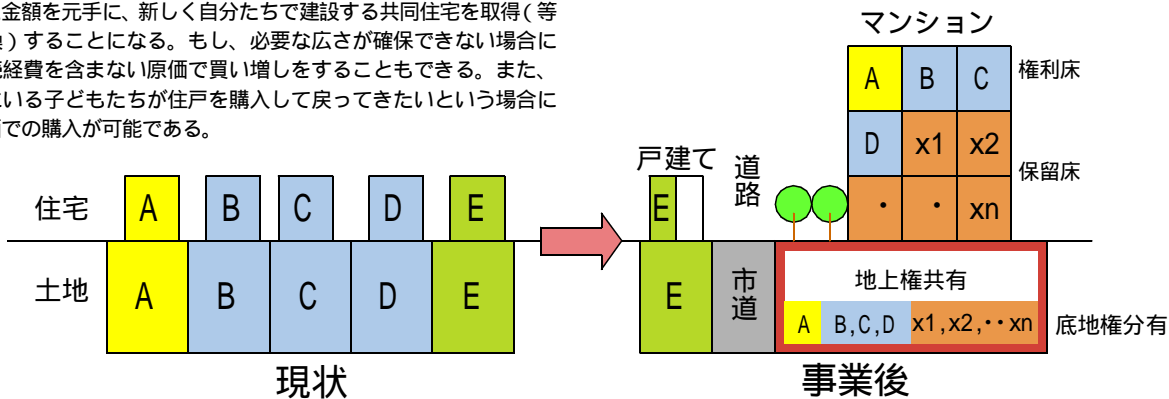 金額を元手に、新しく自分たちで建設する共同住宅を取得(等
)することになる。もし、必要な広さが確保できない場合に
経費を含まない原価で買い増しをすることもできる。また、
いる子どもたちが住戸を購入して戻ってきたいという場合に
での購入が可能である。
マンション
A B C 権利床
D x1 x2
保留床
・ ・ xn
戸建て 道路
住宅 A B C D E
E
土地 A B C D E
E 市道 地上権共有
A B,C,D x1,x2,・・xn 底地権分有
現状 事業後